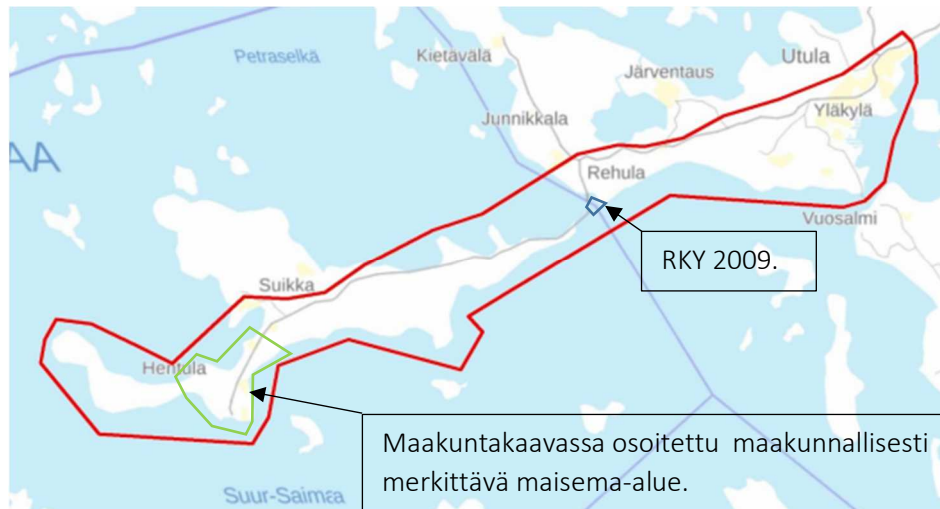 Petraselkä
Kietävälä
Utula
Järventaus
Yläkylä
Junnikkala
AA
Rehula
Vuosalmi
RKY 2009.
Suikka
Hentula
Maakuntakaavassa osoitettu maakunnallisesti
merkittävä maisema-alue.
Suur-Saimaa